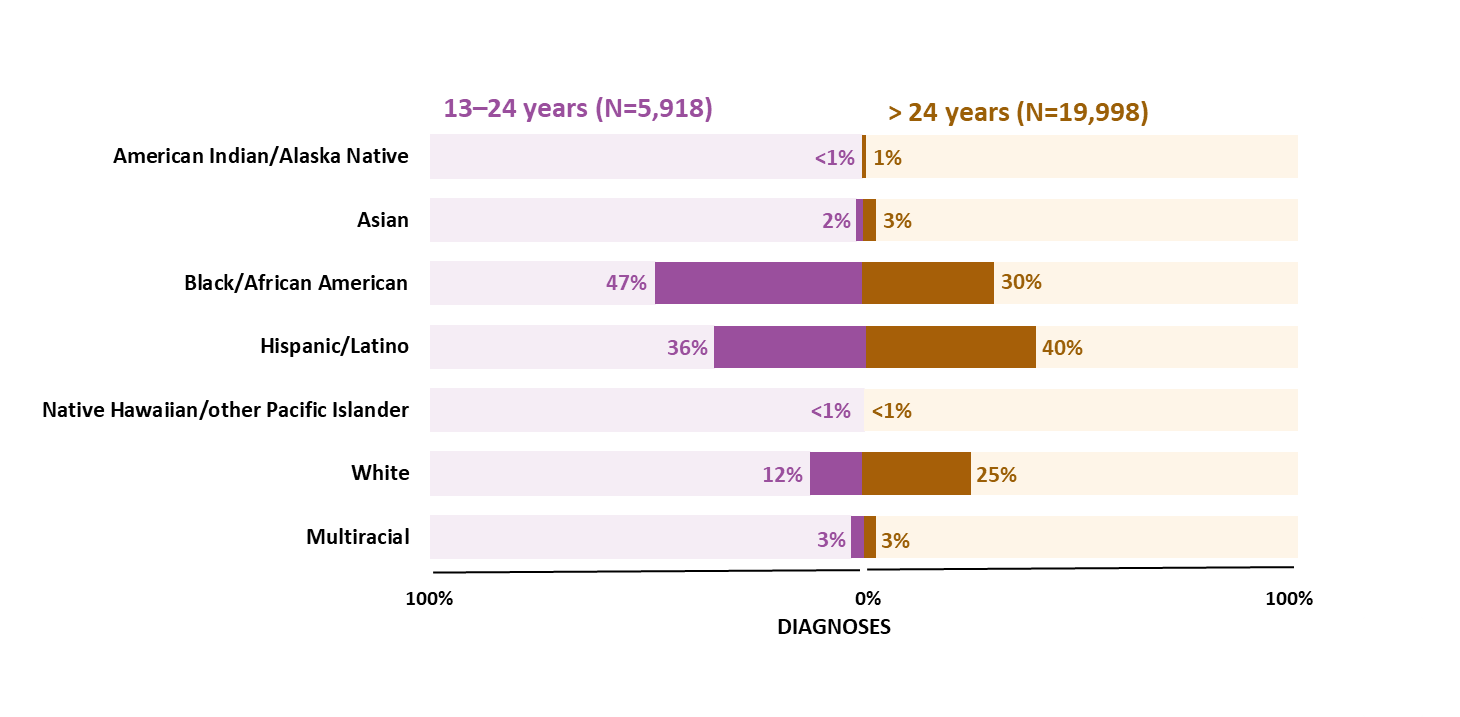 13–24 years (N=5,918) > 24 years (N=19,998)
American Indian/Alaska Native <1% 1%
Asian 2% 3%
Black/African American 47% 30%
Hispanic/Latino 36% 40%
Native Hawaiian/other Pacific Islander <1% <1%
White 12% 25%
Multiracial 3% 3%
100% 0% 100%
DIAGNOSES